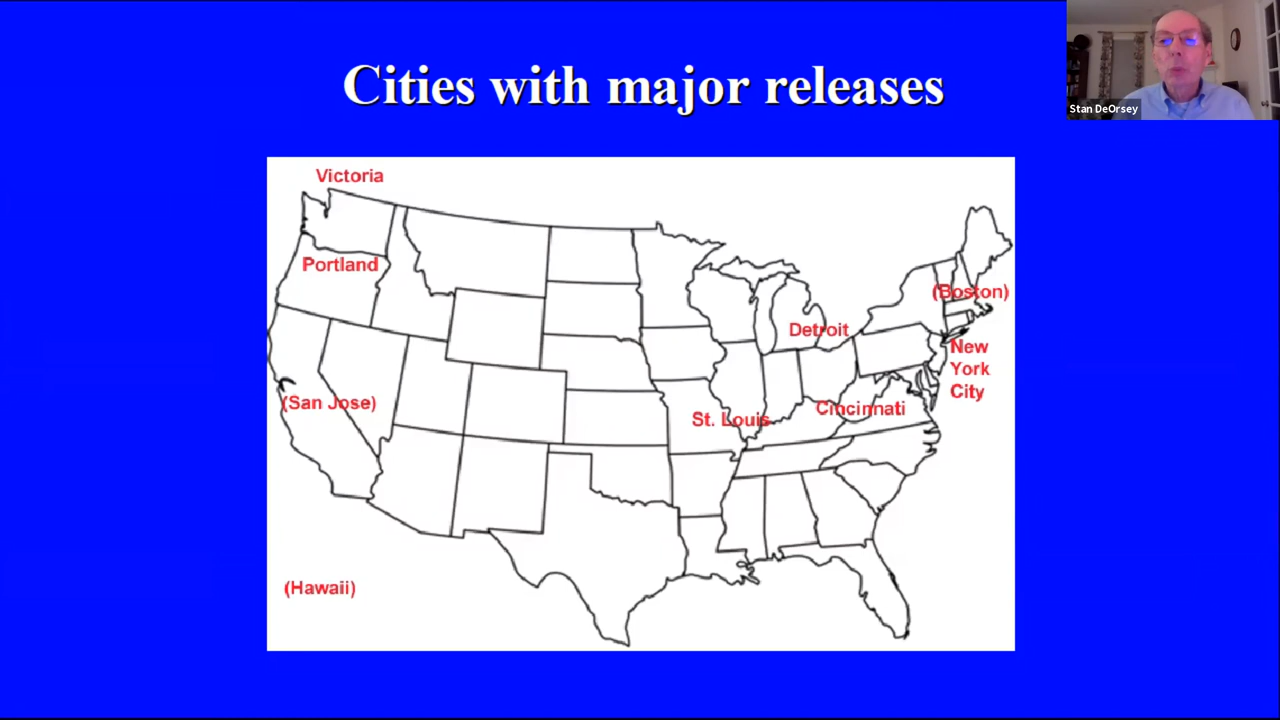 Cities with major releases
Stan DeOrsey
Victoria
Portland
(Boston)
Detroit
New
York
City
(San Jose)
St. Louis
Cincinnati
(Hawaii)